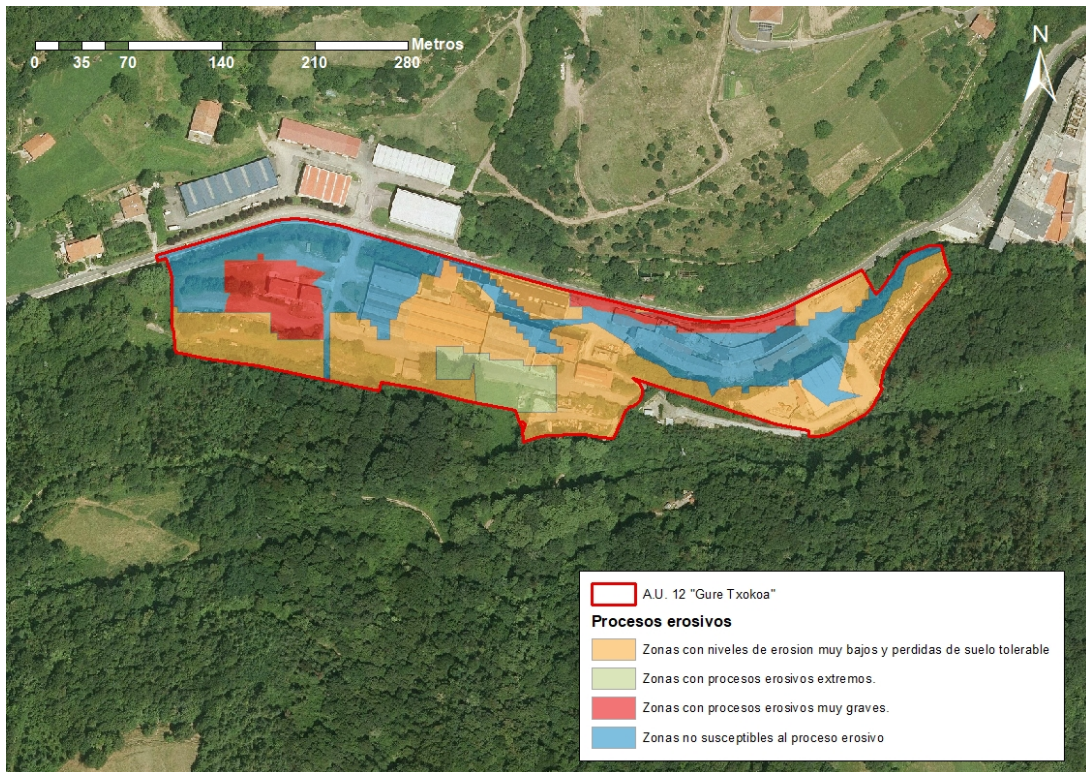 Metros
0 35 70 140 210 280
N
A.U. 12 "Gure Txokoa"
Procesos erosivos
Zonas con niveles de erosion muy bajos y perdidas de suelo tolerable
Zonas con procesos erosivos extremos.
Zonas con procesos erosivos muy graves.
Zonas no susceptibles al proceso erosivo